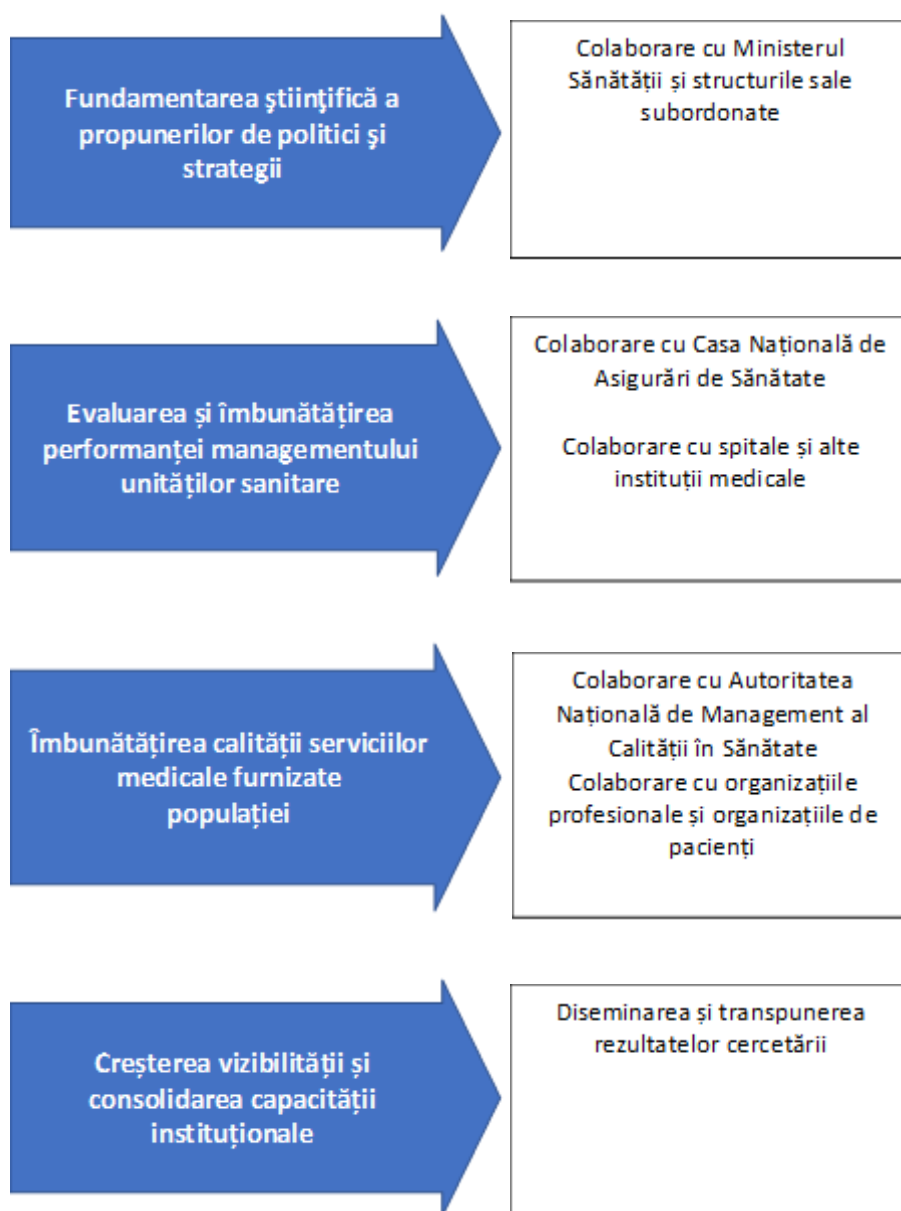 Fundamentarea ştiinţifică a
propunerilor de politici şi
strategii
Colaborare cu Ministerul
Sănătății și structurile sale
subordonate
Evaluarea și îmbunătățirea
performanței managementului
unităților sanitare
Colaborare cu Casa Națională de
Asigurări de Sănătate
Colaborare cu spitale și alte
instituții medicale
Îmbunătățirea calității serviciilor
medicale furnizate
populației
Colaborare cu Autoritatea
Națională de Management al
Calității în Sănătate
Colaborare cu organizațiile
profesionale și organizațiile de
pacienți
Creșterea vizibilității și
consolidarea capacității
instituționale
Diseminarea și transpunerea
rezultatelor cercetării